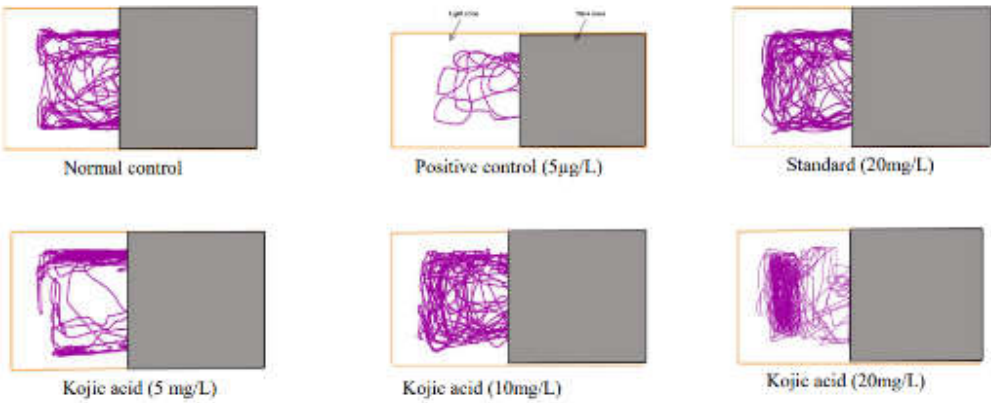 Normal control
Positive control (5µg/L)
Standard (20mg/L)
Kojic acid (5 mg/L)
Kojic acid (10mg/L)
Kojic acid (20mg/L)